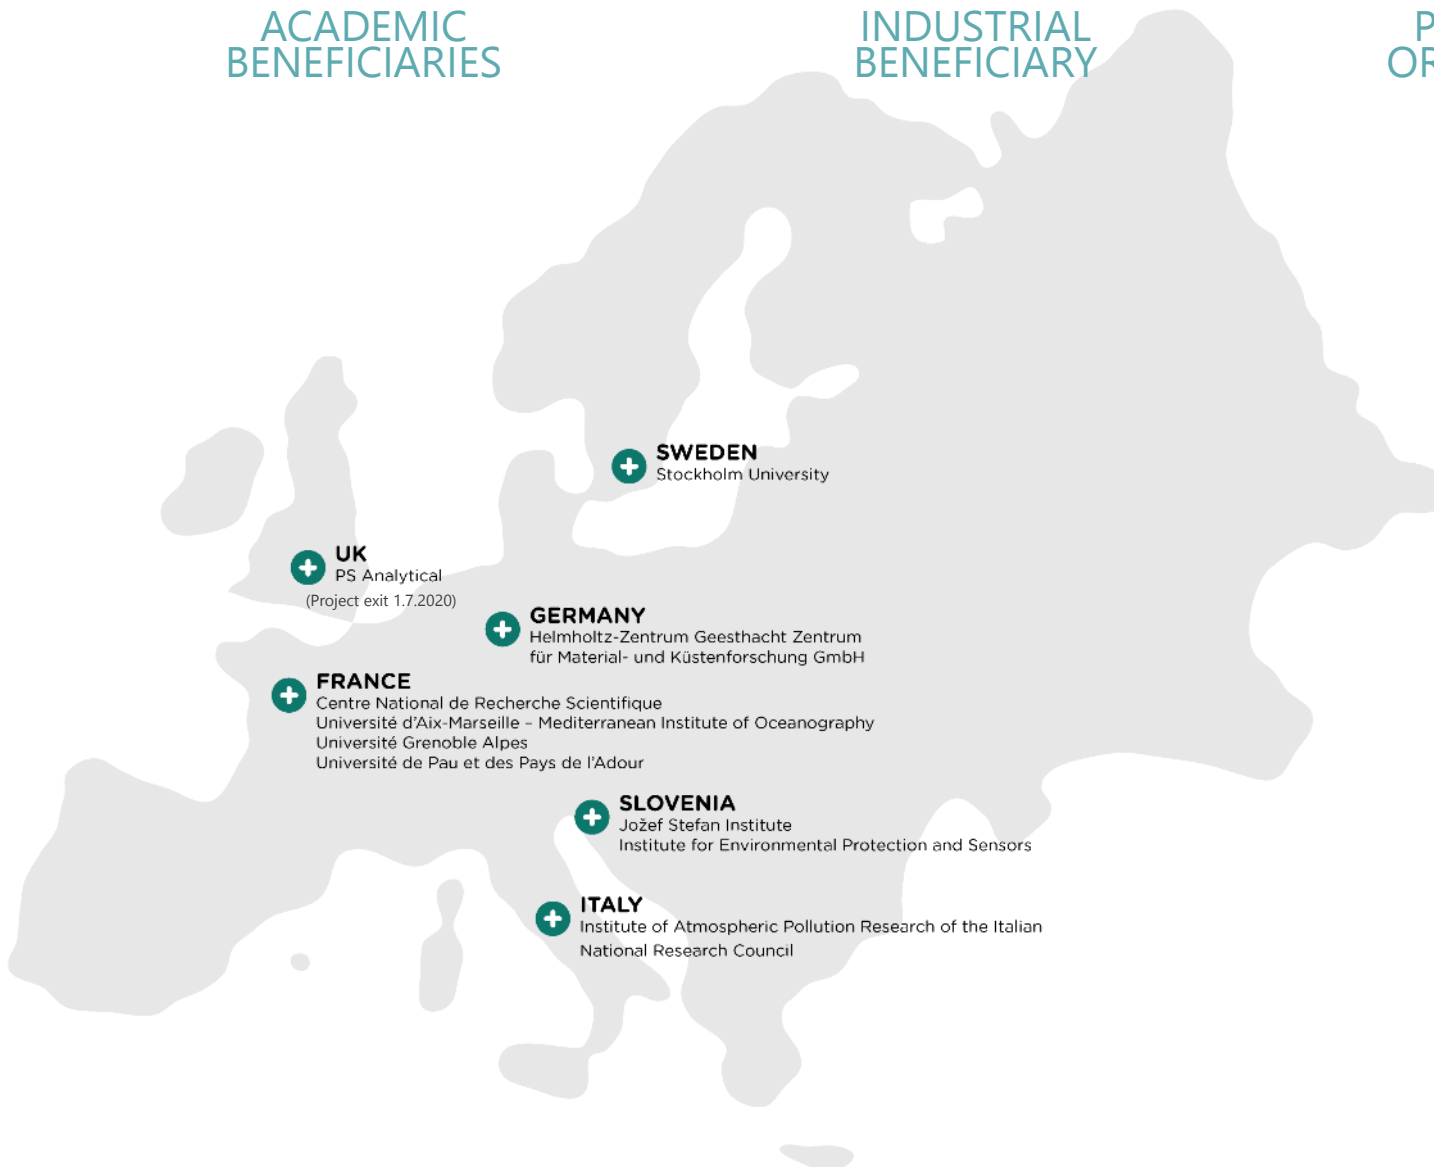 ACADEMIC
BENEFICIARIES
INDUSTRIAL
BENEFICIARY
SWEDEN
Stockholm University
UK
PS Analytical
(Project exit 1.7.2020)
GERMANY
Helmholtz-Zentrum Geesthacht Zentrum
für Material- und Küstenforschung GmbH
FRANCE
Centre National de Recherche Scientifique
Université d'Aix-Marseille – Mediterranean Institute of Oceanography
Université Grenoble Alpes
Université de Pau et des Pays de l'Adour
SLOVENIA
Jožef Stefan Institute
Institute for Environmental Protection and Sensors
ITALY
Institute of Atmospheric Pollution Research of the Italian
National Research Council